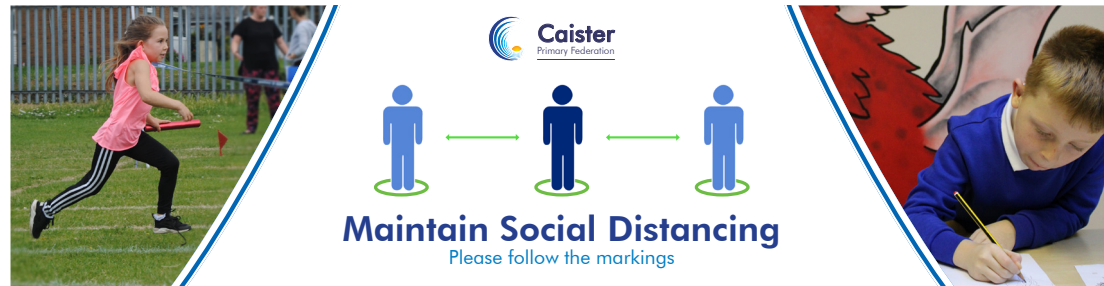 Caister
Primary Federation
Maintain Social Distancing
Please follow the markings